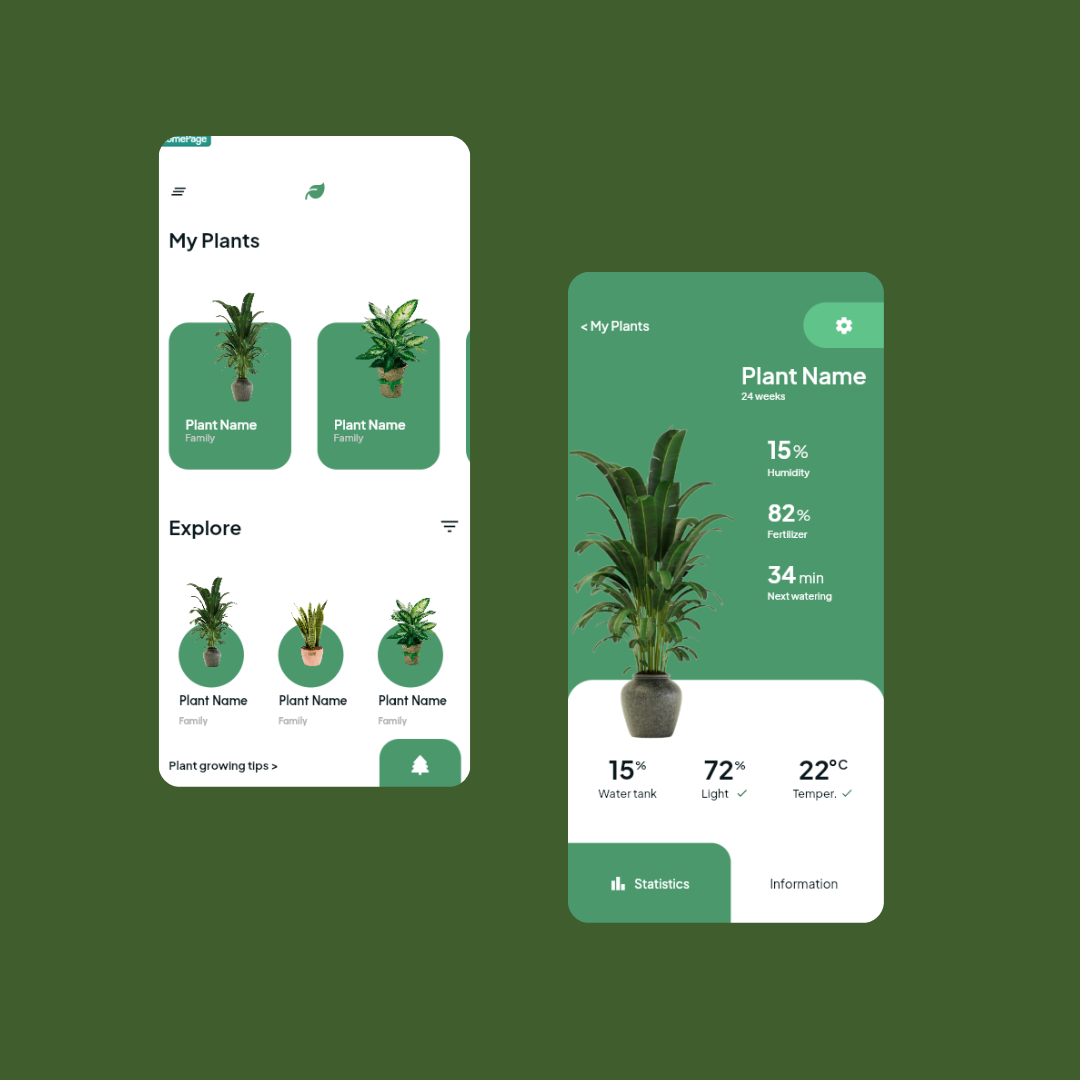 omePage
My Plants
Plant Name
Family
Plant Name
Family
Explore
Plant Name
Family
Plant Name
Family
Plant Name
Family
Plant growing tips >
< My Plants
Plant Name
24 weeks
15%
Humidity
82%
Fertilizer
34 min
Next watering
15%
Water tank
72%
Light
22°C
Temper.
Statistics
Information